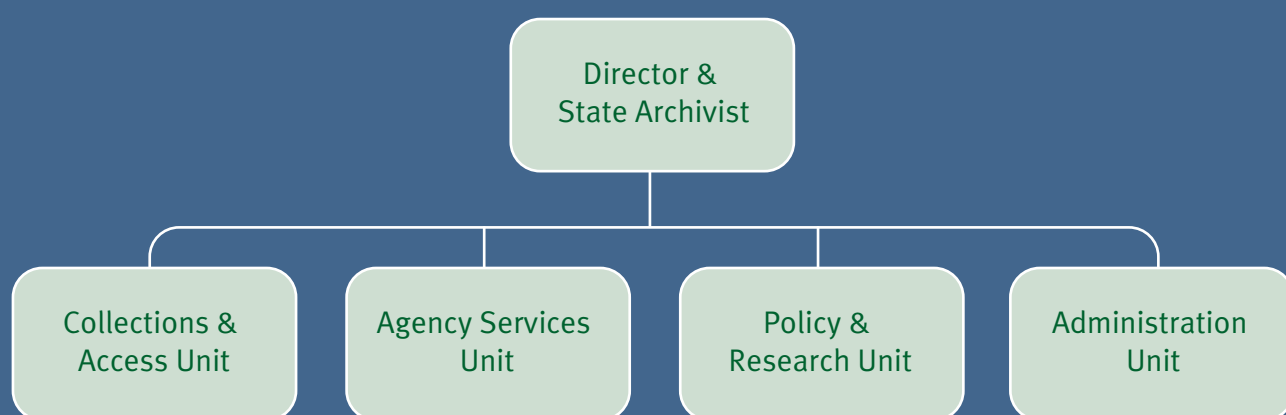 Director &
State Archivist
Collections &
Access Unit
Agency Services
Unit
Policy &
Research Unit
Administration
Unit